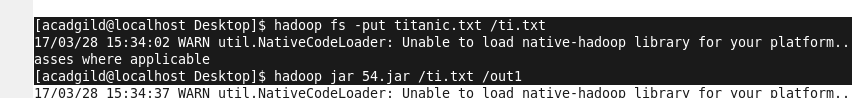 [acadgild@localhost Desktop]$ hadoop fs -put titanic.txt /ti.txt
17/03/28 15:34:02 WARN util.NativeCodeLoader: Unable to load native-hadoop library for your platform..
asses where applicable
[acadgild@localhost Desktop]$ hadoop jar 54.jar /ti.txt /out1
17/03/28 15:34:37 WARN util.NativeCodeLoader: Unable to load native-hadoop library for your platform..